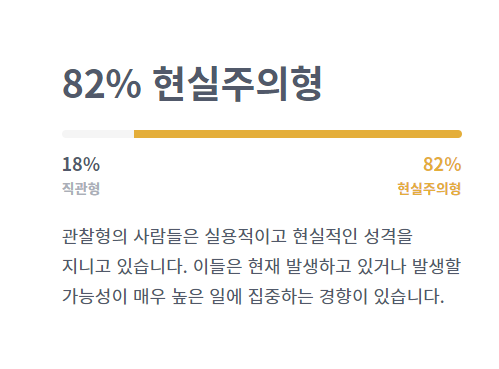 82% 현실주의형
18% 82%
직관형 현실주의형
관찰형의 사람들은 실용적이고 현실적인 성격을
지니고 있습니다. 이들은 현재 발생하고 있거나 발생할
가능성이 매우 높은 일에 집중하는 경향이 있습니다.